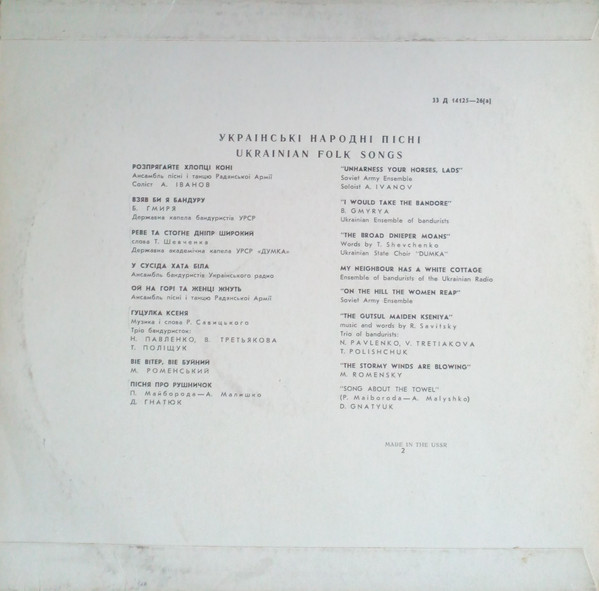 33 Д 14125—26(а)
УКРАЇНСЬКІ НАРОДНІ ПІСНІ
UKRAINIAN FOLK SONGS
РОЗПРЯГАЙТЕ ХЛОПЦІ КОНІ
Ансамбль пісні і танцю Радянської Армії
Соліст А. ІВАНОВ
ВЗЯВ БИ Я БАНДУРУ
Б. ГМИРЯ
Державна капела бандуристів УРСР
РЕВЕ ТА СТОГНЕ ДНІПР ШИРОКИЙ
слова Т. Шевченка
Державна академічна капела УРСР «ДУМКА»
У СУСІДА ХАТА БІЛА
Ансамбль бандуристів Українського радио
ОЙ НА ГОРІ ТА ЖЕНЦІ ЖНУТЬ
Ансамбль пісні і танцю Радянської Армії
ГУЦУЛКА КСЕНЯ
Музика і слова Р. Савицького
Тріо бандуристок:
Н. ПАВЛЕНКО, В. ТРЕТЬЯКОВА
Т. ПОЛІЩУК
ВІЄ ВІТЕР, ВІЄ БУЙНИЙ
М. РОМЕНСЬКИЙ
ПІСНЯ ПРО РУШНИЧОК
П. Майборода—А. Малишко
Д. ГНАТЮК
"UNHARNESS YOUR HORSES, LADS"
Soviet Army Ensemble
Soloist A. IVANOV
"I WOULD TAKE THE BANDORE"
B. GMYRYA
Ukrainian Ensemble of bandurists
"THE BROAD DNIEPER MOANS"
Words by T. Shevchenko
Ukrainian State Choir "DUMKA"
MY NEIGHBOUR HAS A WHITE COTTAGE
Ensemble of bandurists of the Ukrainian Radio
"ON THE HILL THE WOMEN REAP"
Soviet Army Ensemble
"THE GUTSUL MAIDEN KSENIYA"
music and words by R. Savitsky
Trio of bandurists:
N. PAVLENKO, V. TRETIAKOVA
T. POLISHCHUK
"THE STORMY WINDS ARE BLOWING"
M. ROMENSKY
"SONG ABOUT THE TOWEL"
(P. Maiboroda—A. Malyshko)
D. GNATYUK
MADE IN THE USSR
2